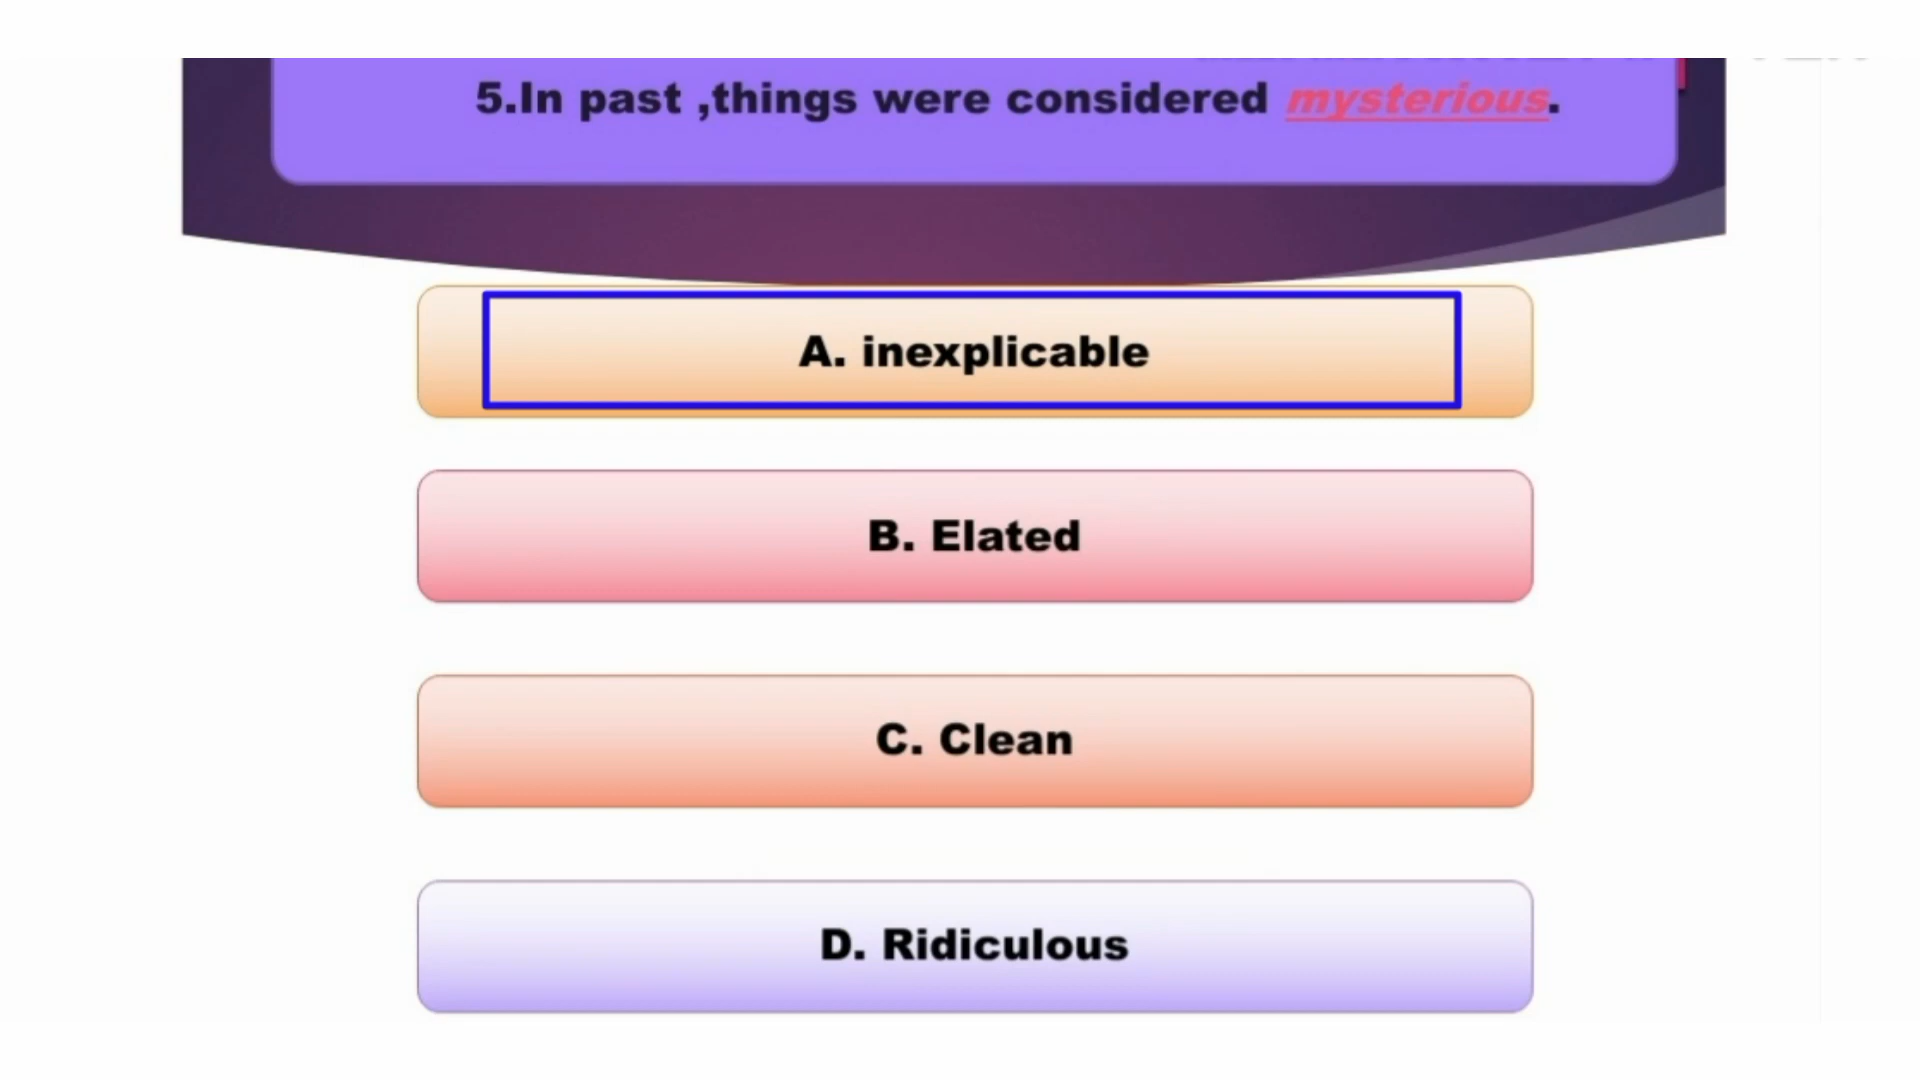 5.In past ,things were considered mysterious.
A. inexplicable
B. Elated
C. Clean
D. Ridiculous